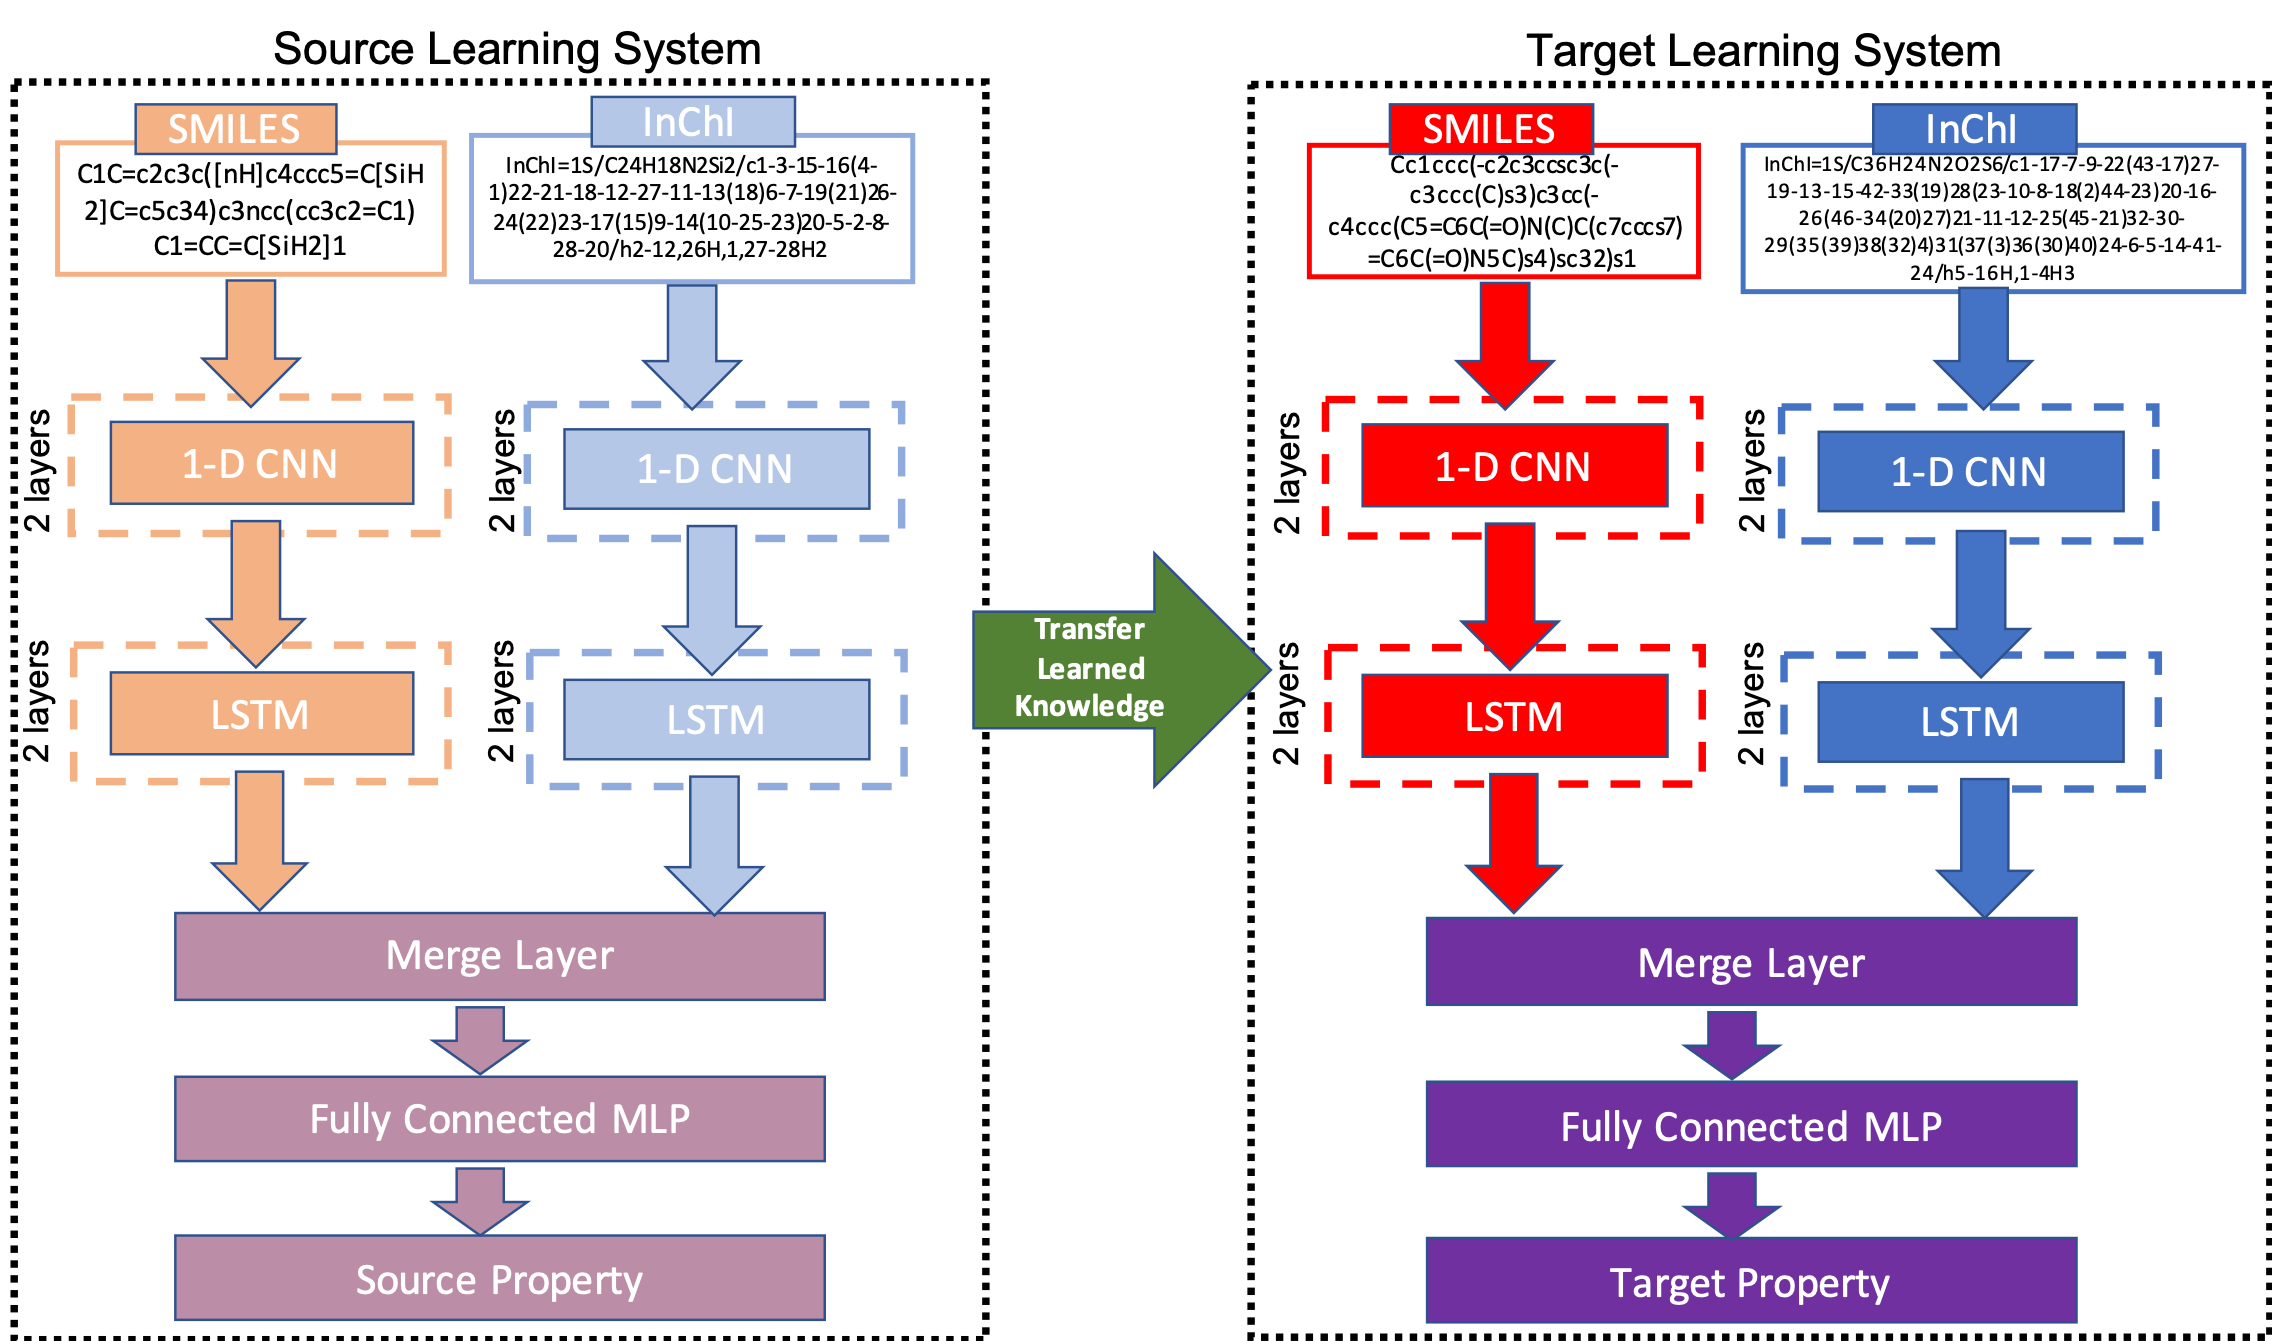 Source Learning System
SMILES
C1C=c2c3c([nH]c4ccc5=C[SiH
2]C=c5c34)c3ncc(cc3c2=C1)
C1=CC=C[SiH2]1
InChI
InChI=1S/C24H18N2Si2/c1-3-15-16(4-
1)22-21-18-12-27-11-13(18)6-7-19(21)26-
24(22)23-17(15)9-14(10-25-23)20-5-2-8-
28-20/h2-12,26H,1,27-28H2
2 layers
1-D CNN
2 layers
1-D CNN
2 layers
LSTM
2 layers
LSTM
Merge Layer
Fully Connected MLP
Source Property
Transfer
Learned
Knowledge
Target Learning System
SMILES
Cc1ccc(-c2c3ccsc3c(-
c3ccc(C)s3)c3cc(-
c4ccc(C5=C6C(=O)N(C)C(c7cccs7)
=C6C(=O)N5C)s4)sc32)s1
InChI
InChI=1S/C36H24N2O2S6/c1-17-7-9-22(43-17)27-
19-13-15-42-33(19)28(23-10-8-18(2)44-23)20-16-
26(46-34(20)27)21-11-12-25(45-21)32-30-
29(35(39)38(32)4)31(37(3)36(30)40)24-6-5-14-41-
24/h5-16H,1-4H3
2 layers
1-D CNN
2 layers
1-D CNN
2 layers
LSTM
2 layers
LSTM
Merge Layer
Fully Connected MLP
Target Property